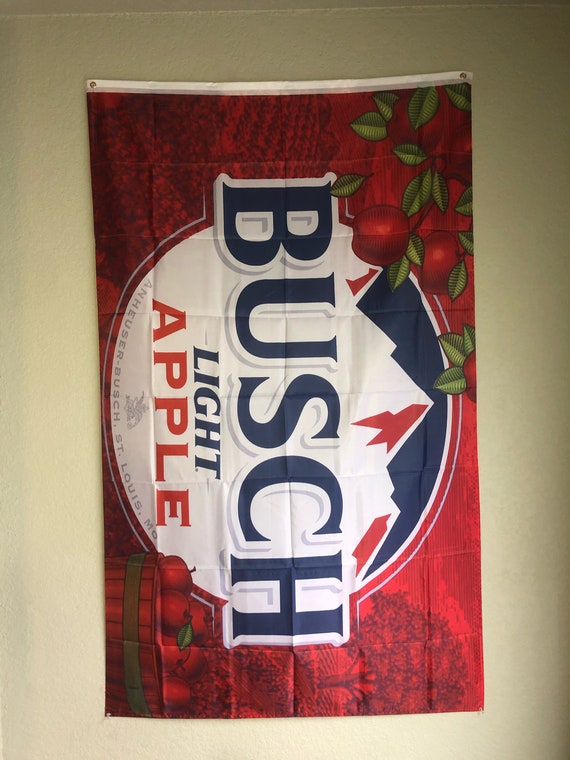 BUSCH
LIGHT
APPLE
ANHEUSER-BUSCH, ST. LOUIS, MO